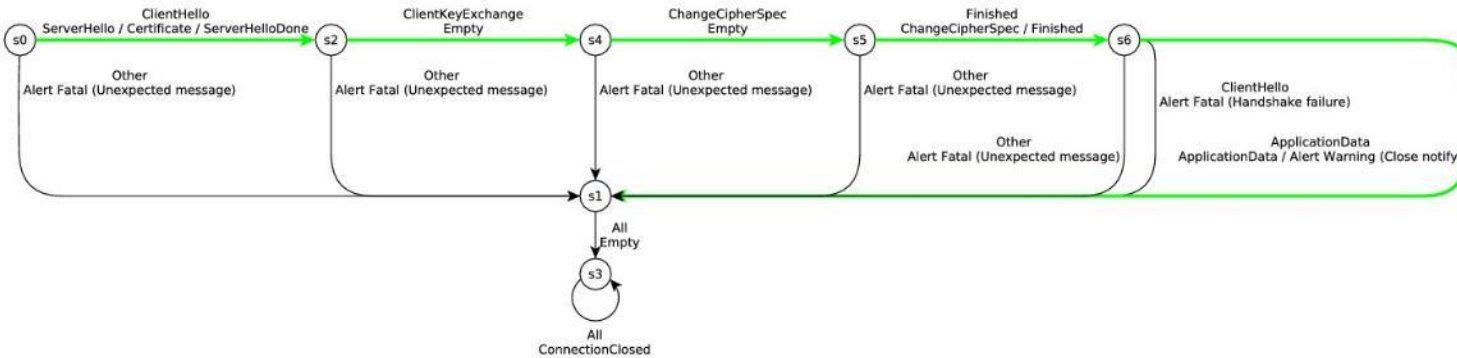 ClientHello
ServerHello / Certificate / ServerHelloDone
ClientKeyExchange
Empty
ChangeCipherSpec
Empty
Finished
ChangeCipherSpec / Finished
s0
s2
s4
s5
s6
Other
Alert Fatal (Unexpected message)
Other
Alert Fatal (Unexpected message)
Other
Alert Fatal (Unexpected message)
Other
Alert Fatal (Unexpected message)
ClientHello
Alert Fatal (Handshake failure)
Other
Alert Fatal (Unexpected message)
ApplicationData
ApplicationData / Alert Warning (Close notify
s1
All
Empty
s3
All
ConnectionClosed